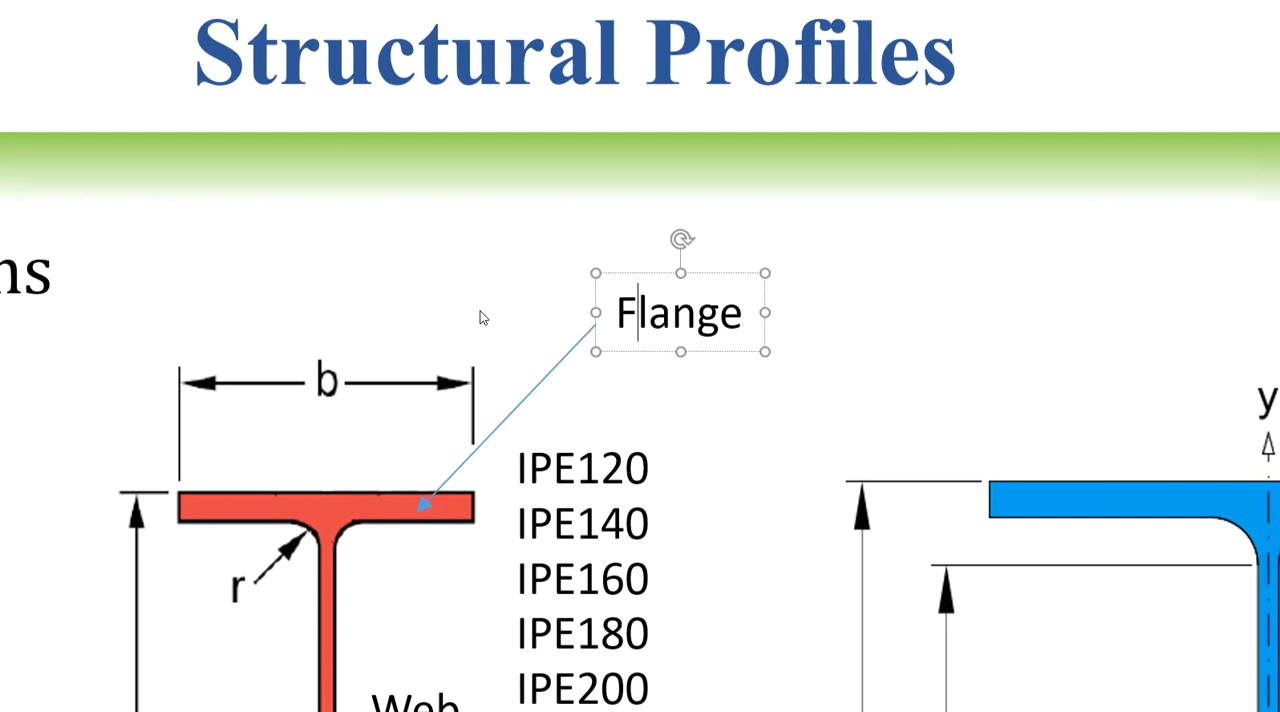 Structural Profiles
ns
Flange
b
y
IPE120
IPE140
IPE160
r
IPE180
IPE200
Web